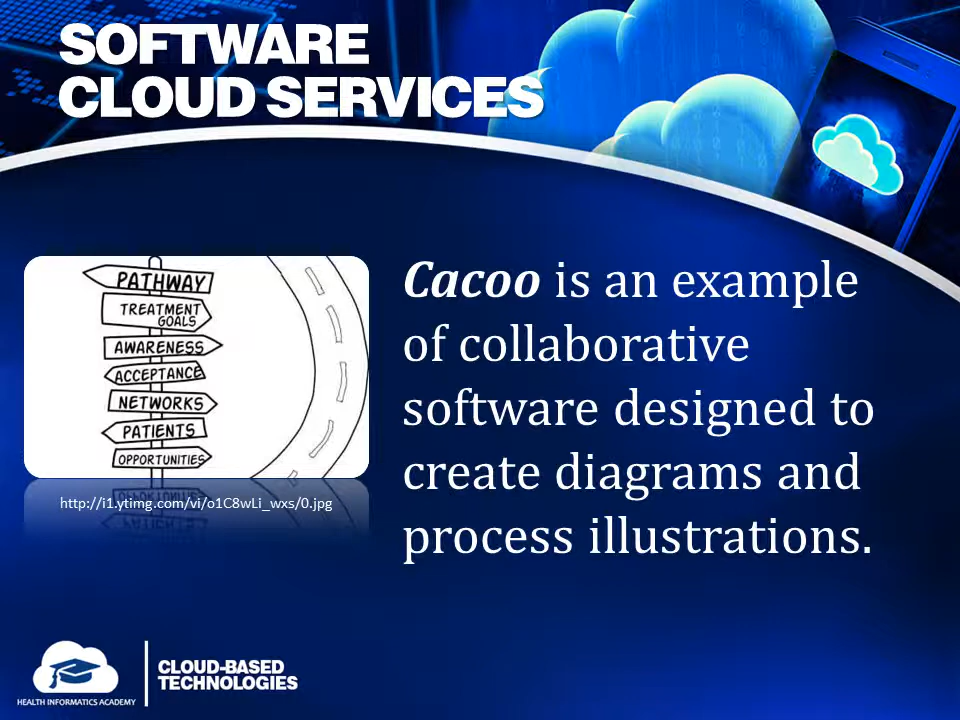 SOFTWARE
CLOUD SERVICES
PATHWAY
TREATMENT
GOALS
AWARENESS
ACCEPTANCE
NETWORKS
PATIENTS
OPPORTUNITIES
http://i1.ytimg.com/vi/o1C8wLi_wxs/0.jpg
Cacoo is an example
of collaborative
software designed to
create diagrams and
process illustrations.
HEALTH INFORMATICS ACADEMY
CLOUD-BASED
TECHNOLOGIES